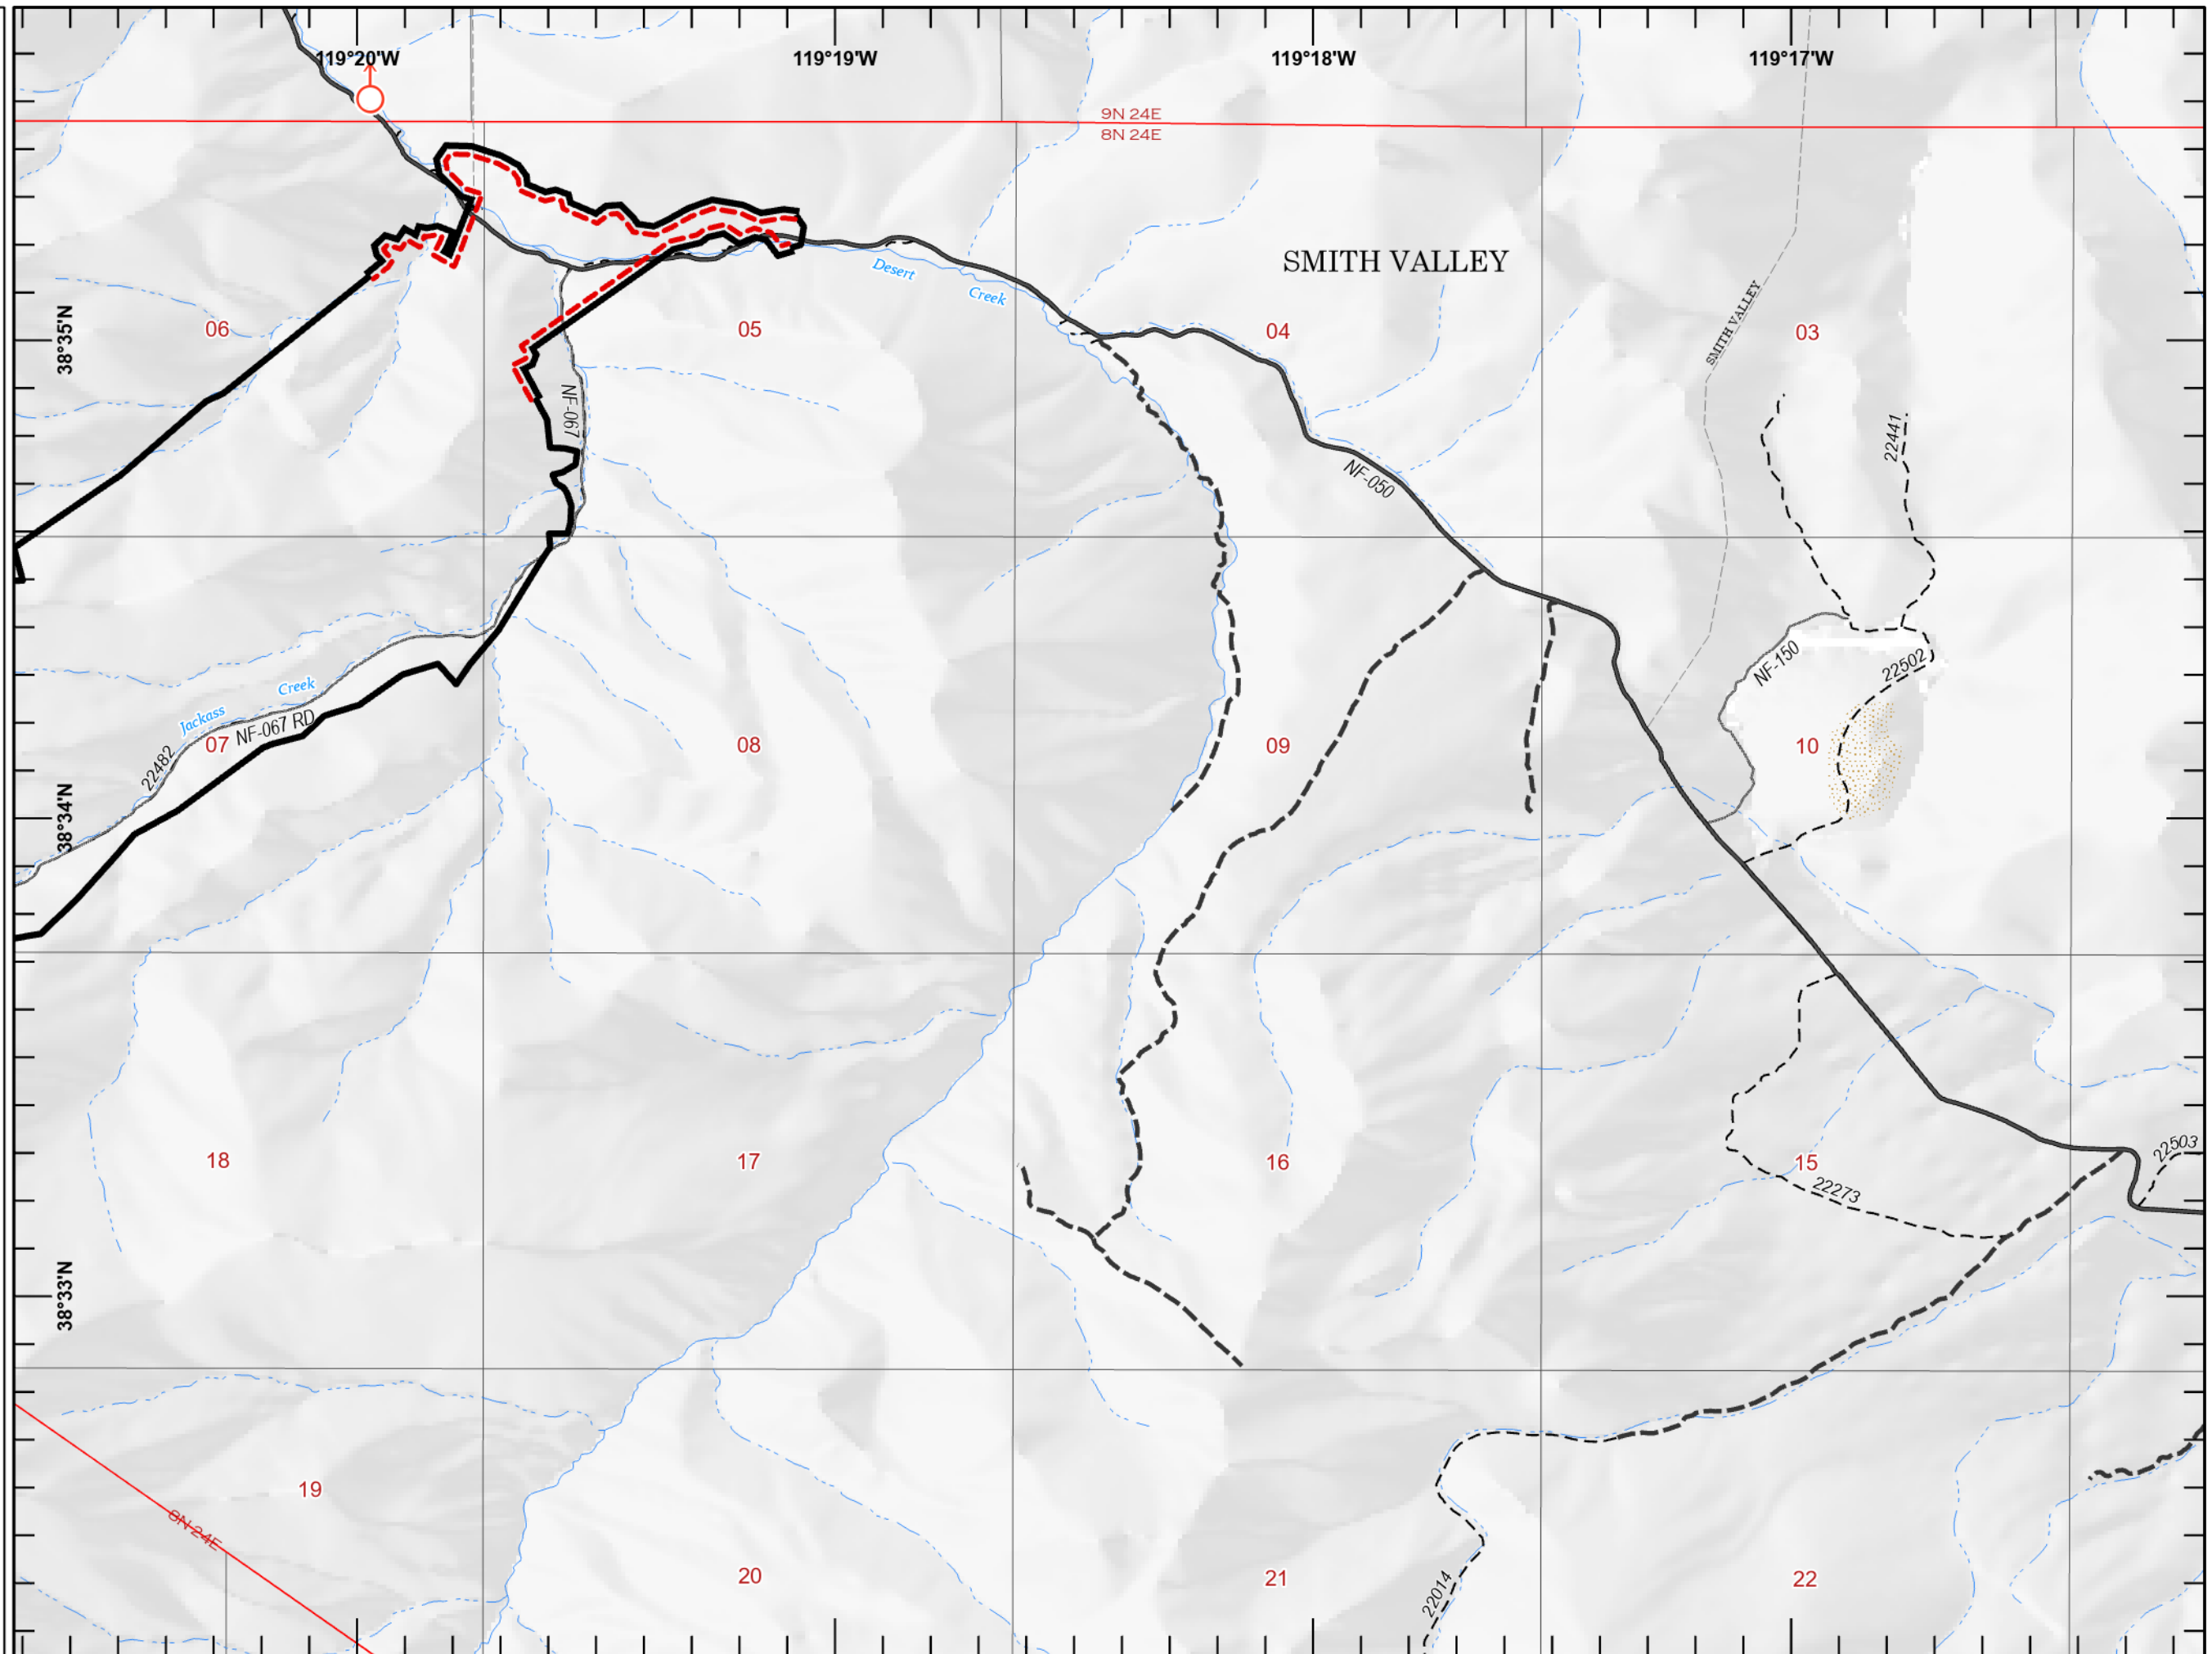 119°20'W
119°19'W
119°18'W
119°17'W
9N 24E
8N 24E
SMITH VALLEY
Desert
Creek
SMITH VALLEY
38°35'N
06
05
04
03
NF-067
22441
NF-050
NF-150
22502
Creek
Jackass
NF-067 RD
22482
07
08
09
10
38°34'N
18
17
16
15
22503
22273
38°33'N
19
8N 24E
20
21
22
22014